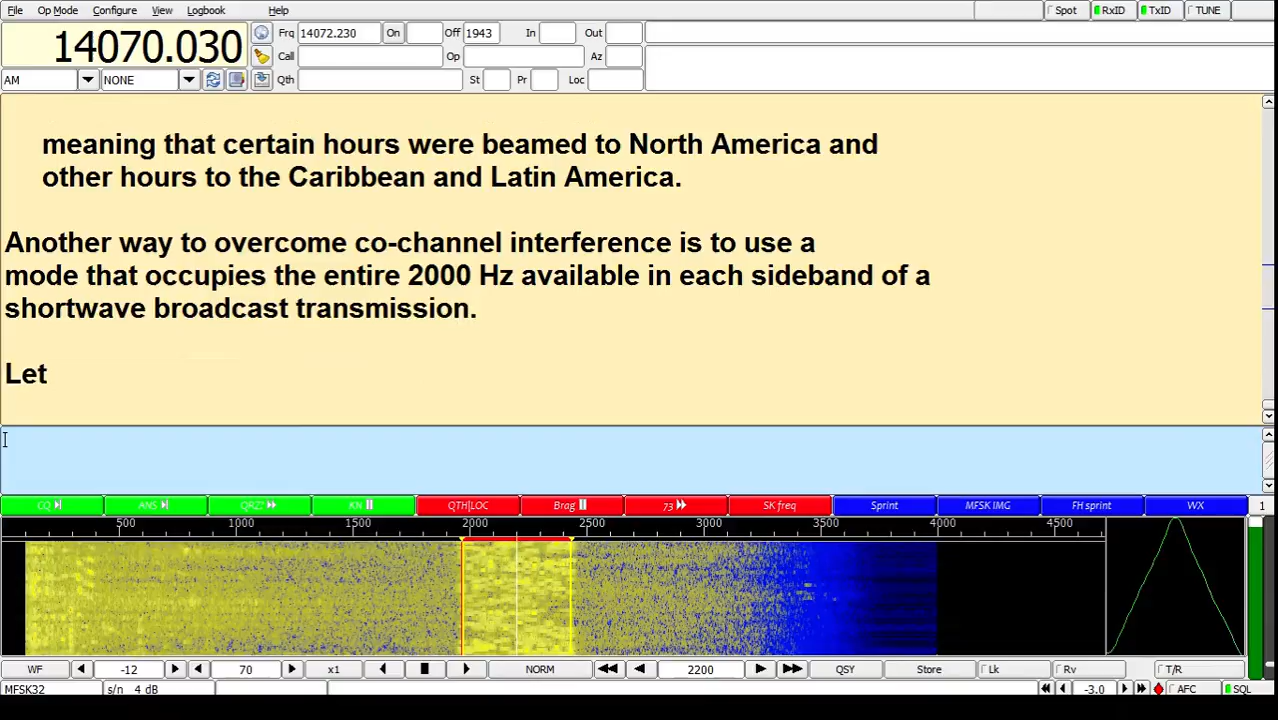 File Op Mode Configure View Logbook Help Spot RxID TxID TUNE
14070.030 Frq 14072.230 On Off 1943 In Out
Call Op Az
AM NONE Qth St Pr Loc
meaning that certain hours were beamed to North America and
other hours to the Caribbean and Latin America.
Another way to overcome co-channel interference is to use a
mode that occupies the entire 2000 Hz available in each sideband of a
shortwave broadcast transmission.
Let
CQ ANS QRZ? KN QTH|LOC Brag 73 SK freq Sprint MFSK IMG FH sprint WX 1
500 1000 1500 2000 2500 3000 3500 4000 4500
WF -12 70 x1 NORM 2200 QSY Store Lk Rv T/R
MFSK32 s/n 4 dB -3.0 AFC SQL